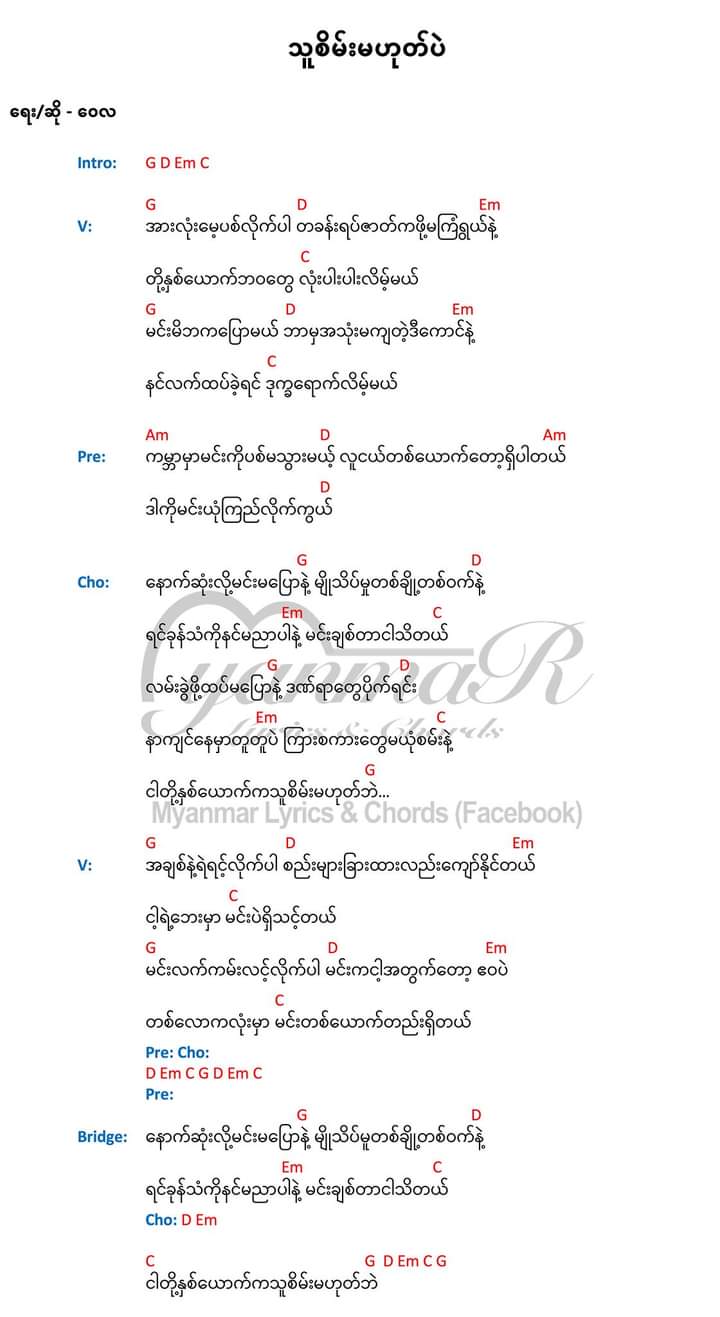 သူစိမ်းမဟုတ်ပဲ
ရေး/ဆို - ဝေလ
Intro: G D Em C
G D Em
V: အားလုံးမေ့ပစ်လိုက်ပါ တခန်းရပ်ဇာတ်ကဖို့မကြံရွယ်နဲ့
C
တို့နှစ်ယောက်ဘဝတွေ လုံးပါးပါးလိမ့်မယ်
G D Em
မင်းမိဘကပြောမယ် ဘာမှအသုံးမကျတဲ့ဒီကောင်နဲ့
C
နင်လက်ထပ်ခဲ့ရင် ဒုက္ခရောက်လိမ့်မယ်
Am D Am
Pre: ကမ္ဘာမှာမင်းကိုပစ်မသွားမယ့် လူငယ်တစ်ယောက်တော့ရှိပါတယ်
D
ဒါကိုမင်းယုံကြည်လိုက်ကွယ်
G D
Cho: နောက်ဆုံးလို့မင်းမပြောနဲ့ မျိုသိပ်မှုတစ်ချို့တစ်ဝက်နဲ့
Em C
ရင်ခုန်သံကိုနင်မညာပါနဲ့ မင်းချစ်တာငါသိတယ်
G D
လမ်းခွဲဖို့ထပ်မပြောနဲ့ ဒဏ်ရာတွေပိုက်ရင်း
Em C
နာကျင်နေမှာတူတူပဲ ကြားစကားတွေမယုံစမ်းနဲ့
G
ငါတို့နှစ်ယောက်ကသူစိမ်းမဟုတ်ဘဲ...
MyanmaR
Lyrics & Chords
Myanmar Lyrics & Chords (Facebook)
G D Em
V: အချစ်နဲ့ရဲရင့်လိုက်ပါ စည်းများခြားထားလည်းကျော်နိုင်တယ်
C
ငါ့ရဲ့ဘေးမှာ မင်းပဲရှိသင့်တယ်
G D Em
မင်းလက်ကမ်းလင့်လိုက်ပါ မင်းကငါ့အတွက်တော့ ဧဝပဲ
C
တစ်လောကလုံးမှာ မင်းတစ်ယောက်တည်းရှိတယ်
Pre: Cho:
D Em C G D Em C
Pre:
G D
Bridge: နောက်ဆုံးလို့မင်းမပြောနဲ့ မျိုသိပ်မှုတစ်ချို့တစ်ဝက်နဲ့
Em C
ရင်ခုန်သံကိုနင်မညာပါနဲ့ မင်းချစ်တာငါသိတယ်
Cho: D Em
C G D Em C G
ငါတို့နှစ်ယောက်ကသူစိမ်းမဟုတ်ဘဲ